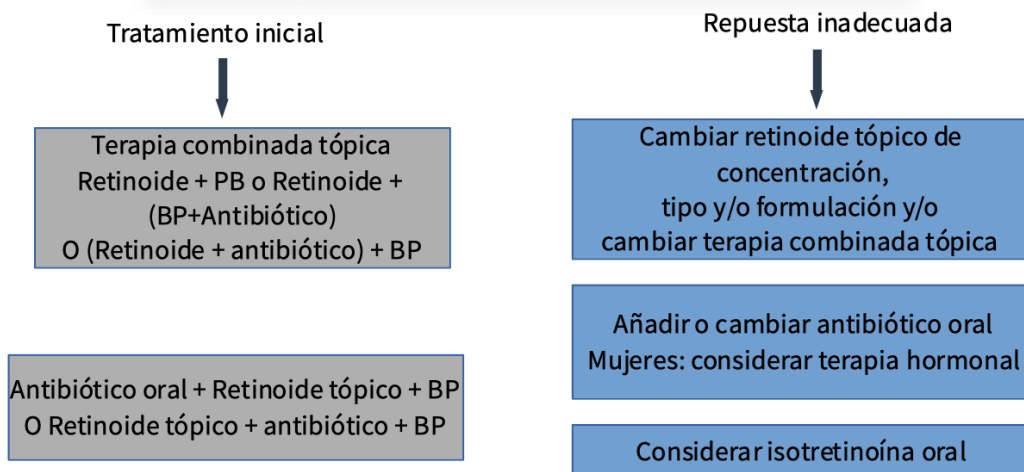 Tratamiento inicial
Terapia combinada tópica
Retinoide + PB o Retinoide +
(BP+Antibiótico)
O (Retinoide + antibiótico) + BP
Antibiótico oral + Retinoide tópico + BP
O Retinoide tópico + antibiótico + BP
Repuesta inadecuada
Cambiar retinoide tópico de
concentración,
tipo y/o formulación y/o
cambiar terapia combinada tópica
Añadir o cambiar antibiótico oral
Mujeres: considerar terapia hormonal
Considerar isotretinoína oral